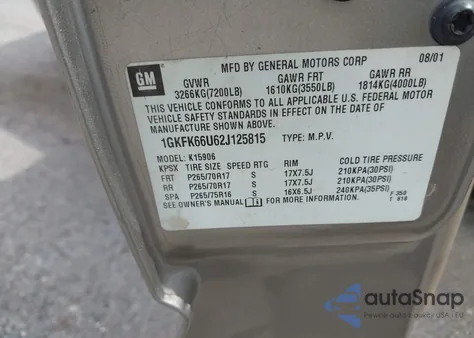 MFD BY GENERAL MOTORS CORP 08/01
GM
GVWR GAWR FRT GAWR RR
3266KG(7200LB) 1610KG(3550LB) 1814KG(4000LB)
THIS VEHICLE CONFORMS TO ALL APPLICABLE U.S. FEDERAL MOTOR
VEHICLE SAFETY STANDARDS IN EFFECT ON THE DATE OF
MANUFACTURE SHOWN ABOVE.
1GKFK66U62J125815 TYPE: M.P.V.
MODEL: K15906
KPSX TIRE SIZE SPEED RTG RIM COLD TIRE PRESSURE
FRT P265/70R17 S 17X7.5J 210KPA(30PSI)
RR P265/70R17 S 17X7.5J 210KPA(30PSI)
SPA P265/75R16 S 16X6.5J 240KPA(35PSI) F 350
SEE OWNER'S MANUAL FOR MORE INFORMATION. T 818
autoSnap